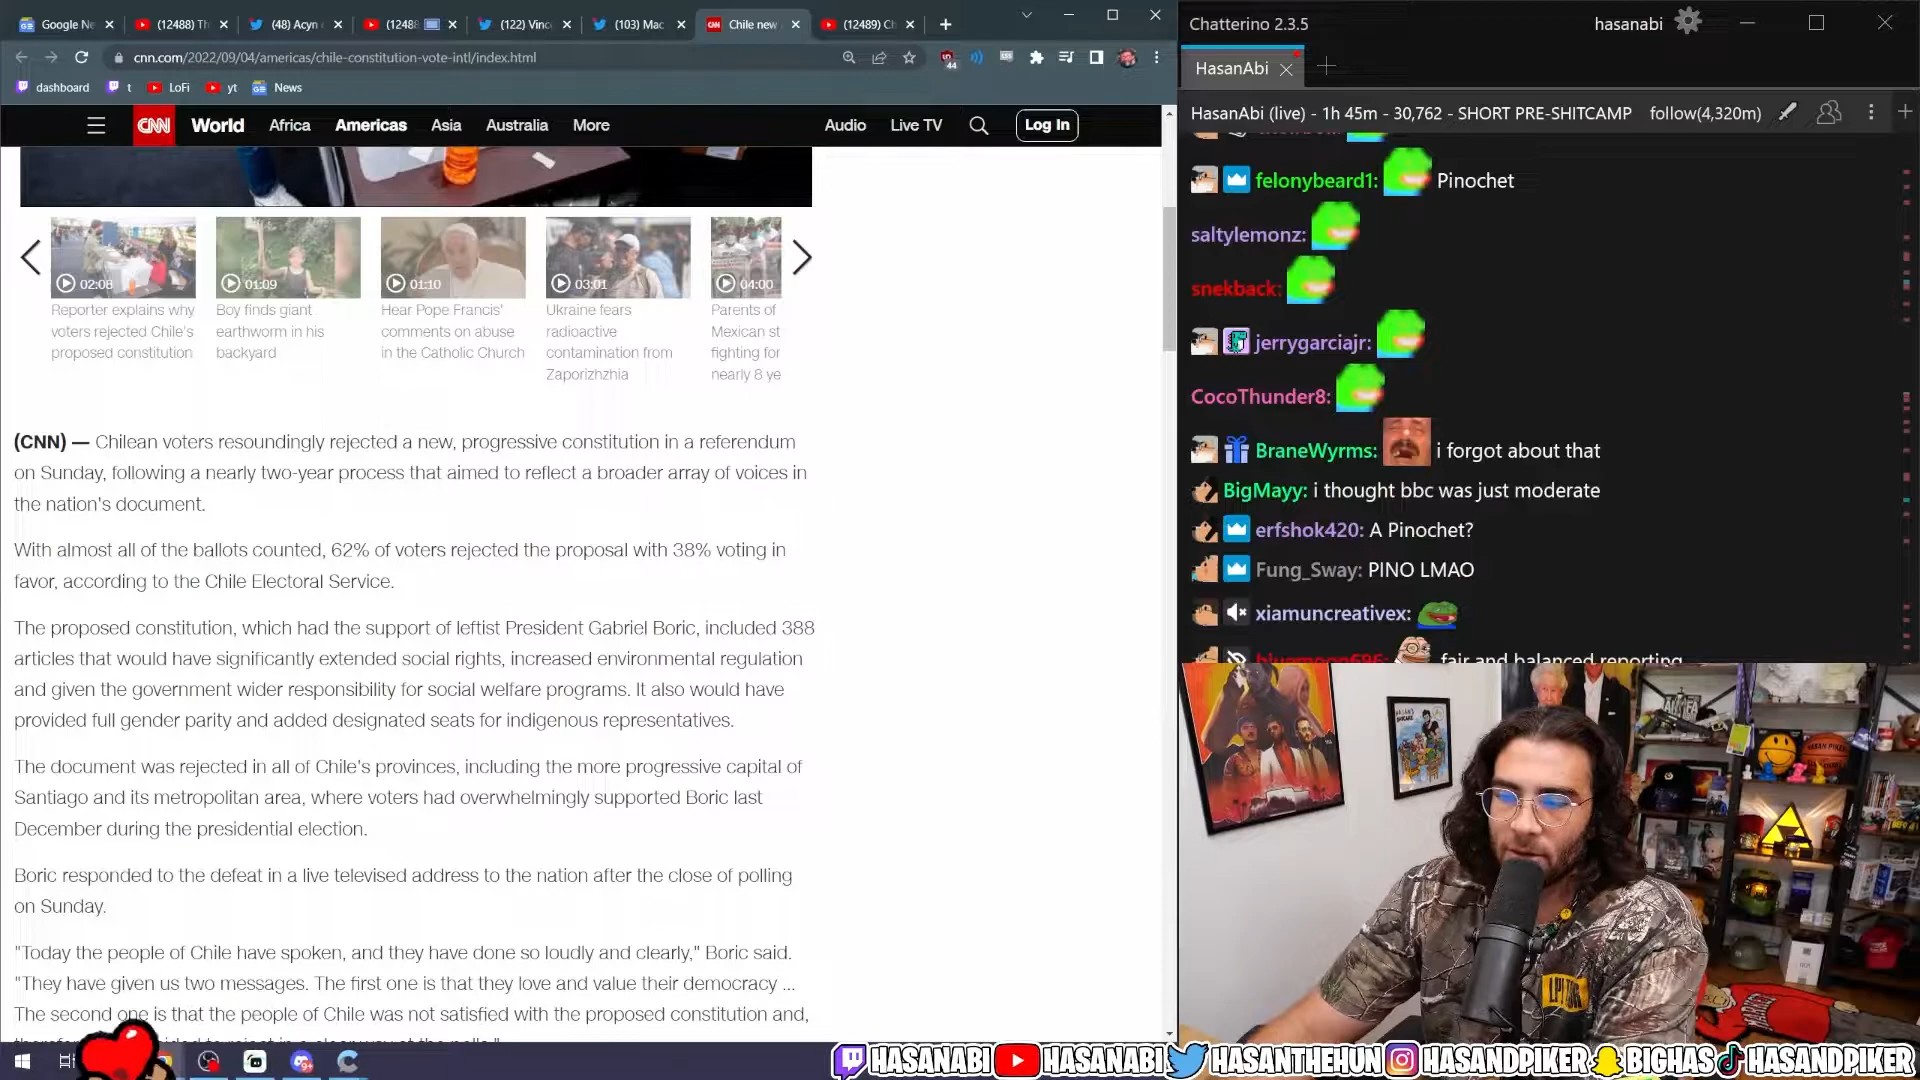 Google Ne
(12488) Th
(48) Acyn
(12488
(122) Vinc
(103) Mac
Chile new
(12489) Ch
cnn.com/2022/09/04/americas/chile-constitution-vote-intl/index.html
44
dashboard
t
LoFi
yt
News
CNN
World
Africa
Americas
Asia
Australia
More
Audio
Live TV
Log In
02:08
01:09
01:10
03:01
04:00
Reporter explains why
voters rejected Chile's
proposed constitution
Boy finds giant
earthworm in his
backyard
Hear Pope Francis'
comments on abuse
in the Catholic Church
Ukraine fears
radioactive
contamination from
Zaporizhzhia
Parents of
Mexican st
fighting for
nearly 8 ye
(CNN) — Chilean voters resoundingly rejected a new, progressive constitution in a referendum
on Sunday, following a nearly two-year process that aimed to reflect a broader array of voices in
the nation's document.
With almost all of the ballots counted, 62% of voters rejected the proposal with 38% voting in
favor, according to the Chile Electoral Service.
The proposed constitution, which had the support of leftist President Gabriel Boric, included 388
articles that would have significantly extended social rights, increased environmental regulation
and given the government wider responsibility for social welfare programs. It also would have
provided full gender parity and added designated seats for indigenous representatives.
The document was rejected in all of Chile's provinces, including the more progressive capital of
Santiago and its metropolitan area, where voters had overwhelmingly supported Boric last
December during the presidential election.
Boric responded to the defeat in a live televised address to the nation after the close of polling
on Sunday.
"Today the people of Chile have spoken, and they have done so loudly and clearly," Boric said.
"They have given us two messages. The first one is that they love and value their democracy ...
The second one is that the people of Chile was not satisfied with the proposed constitution and,
Chatterino 2.3.5
hasanabi
HasanAbi
HasanAbi (live) - 1h 45m - 30,762 - SHORT PRE-SHITCAMP
follow(4,320m)
felonybeard1: Pinochet
saltylemonz:
snekback:
jerrygarciajr:
CocoThunder8:
BraneWyrms: i forgot about that
BigMayy: i thought bbc was just moderate
erfshok420: A Pinochet?
Fung_Sway: PINO LMAO
xiamuncreativex:
bluemoon686: fair and balanced reporting
HASANABI
HASANABI
HASANTHEHUN
HASANDPIKER
BIGHAS
HASANDPIKER